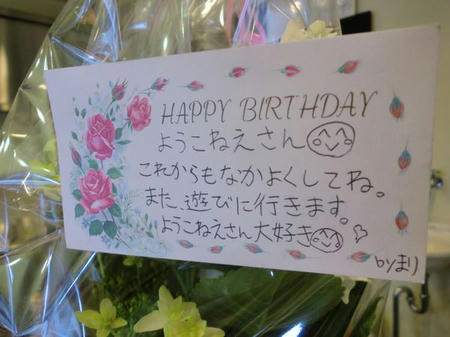 HAPPY BIRTHDAY
ようこねえさん
これからもなかよくしてね。
また、遊びに行きます。
ようこねえさん大好き
byまり